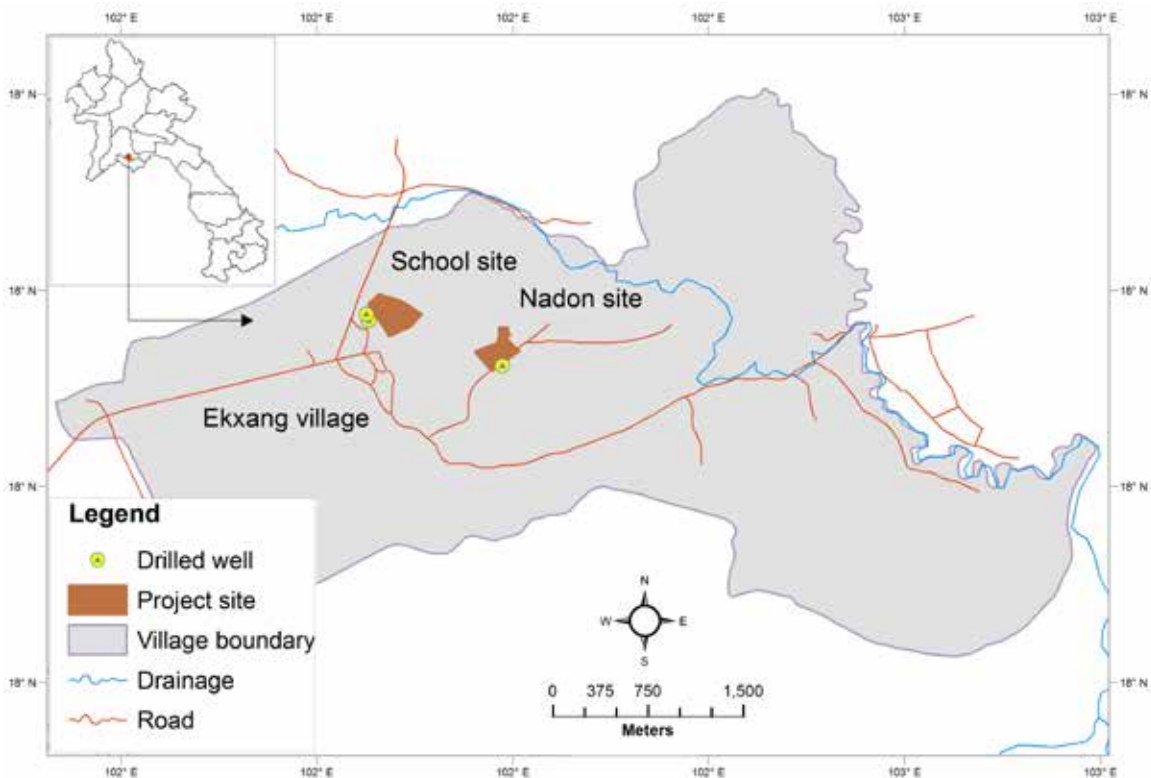 102° E 102° E 102° E 102° E 103° E 103° E
18° N 18° N
School site
Nadon site
18° N 18° N
Ekxang village
18° N 18° N
Legend
Drilled well
Project site
Village boundary
Drainage
Road
N
W E
S
0 375 750 1,500
Meters
18° N 18° N
102° E 102° E 102° E 102° E 103° E 103° E